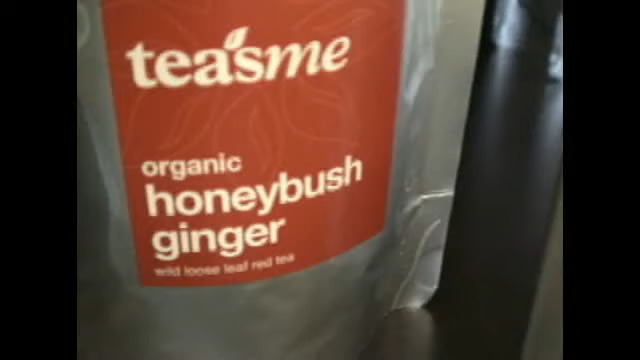 teasme
organic
honeybush
ginger
wild loose leaf red tea